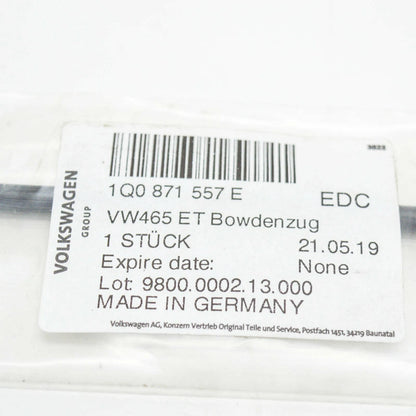 3623
1Q0 871 557 E EDC
VW465 ET Bowdenzug
1 STÜCK 21.05.19
Expire date: None
Lot: 9800.0002.13.000
MADE IN GERMANY
Volkswagen AG, Konzern Vertrieb Original Teile und Service, Postfach 1451, 34219 Baunatal
VOLKSWAGEN
GROUP